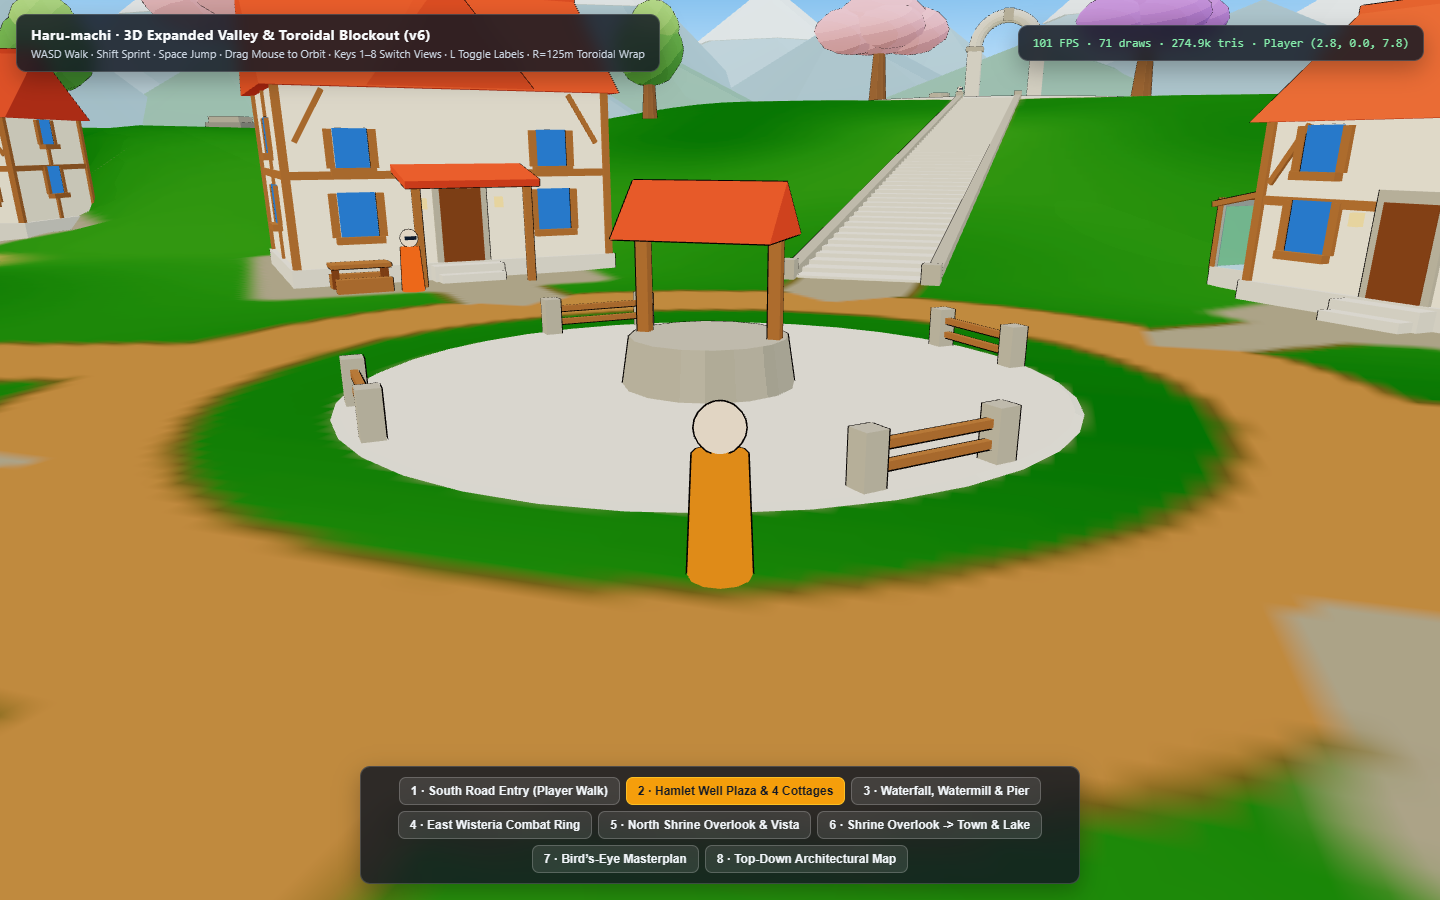 Haru-machi · 3D Expanded Valley & Toroidal Blockout (v6)
WASD Walk · Shift Sprint · Space Jump · Drag Mouse to Orbit · Keys 1–8 Switch Views · L Toggle Labels · R=125m Toroidal Wrap
101 FPS · 71 draws · 274.9k tris · Player (2.8, 0.0, 7.8)
1 · South Road Entry (Player Walk)
2 · Hamlet Well Plaza & 4 Cottages
3 · Waterfall, Watermill & Pier
4 · East Wisteria Combat Ring
5 · North Shrine Overlook & Vista
6 · Shrine Overlook -> Town & Lake
7 · Bird's-Eye Masterplan
8 · Top-Down Architectural Map